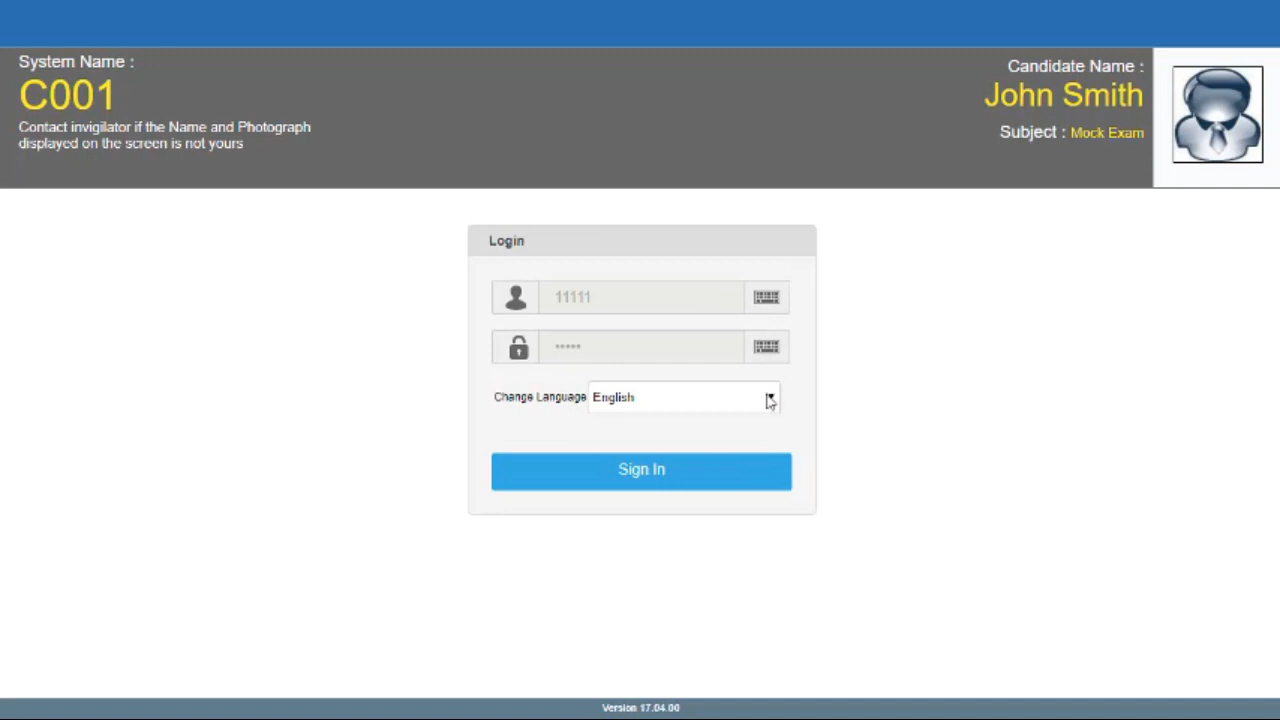 System Name :
C001
Contact invigilator if the Name and Photograph
displayed on the screen is not yours
Candidate Name :
John Smith
Subject : Mock Exam
Login
11111
•••••
Change Language English
Sign In
Version 17.04.00